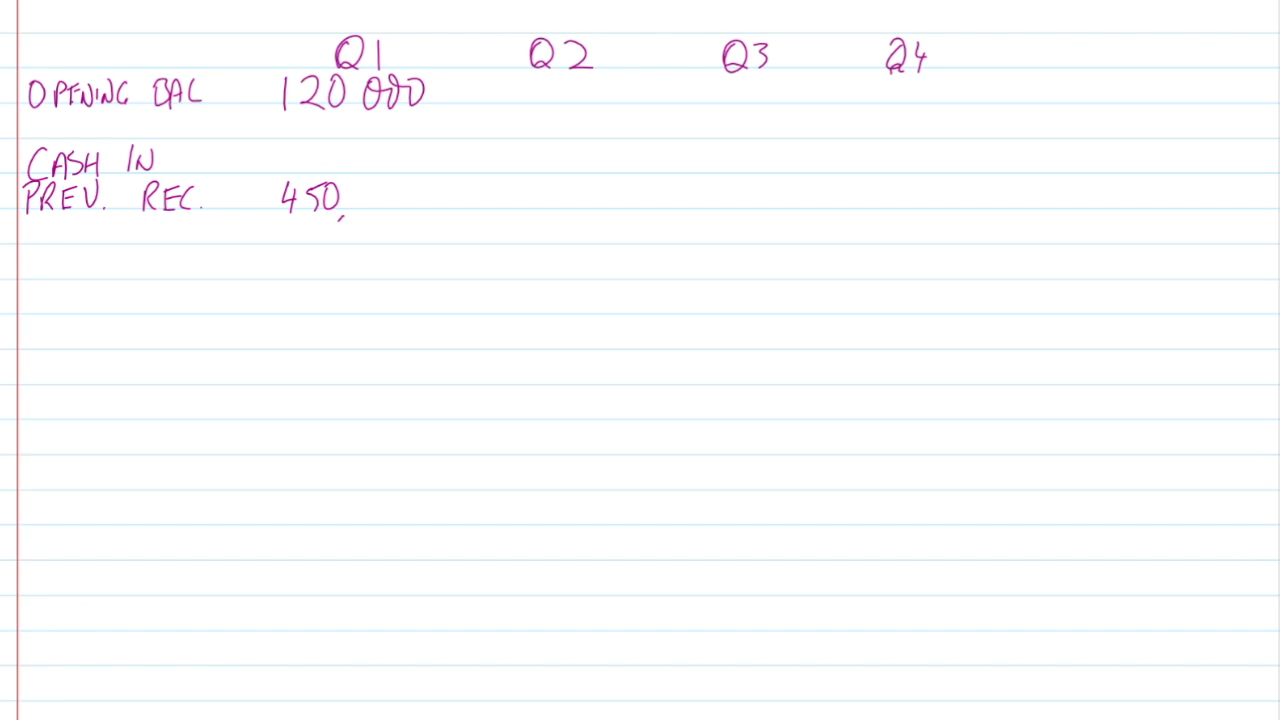 Q1 Q2 Q3 Q4
OPENING BAL 120 000
CASH IN
PREV. REC. 450,